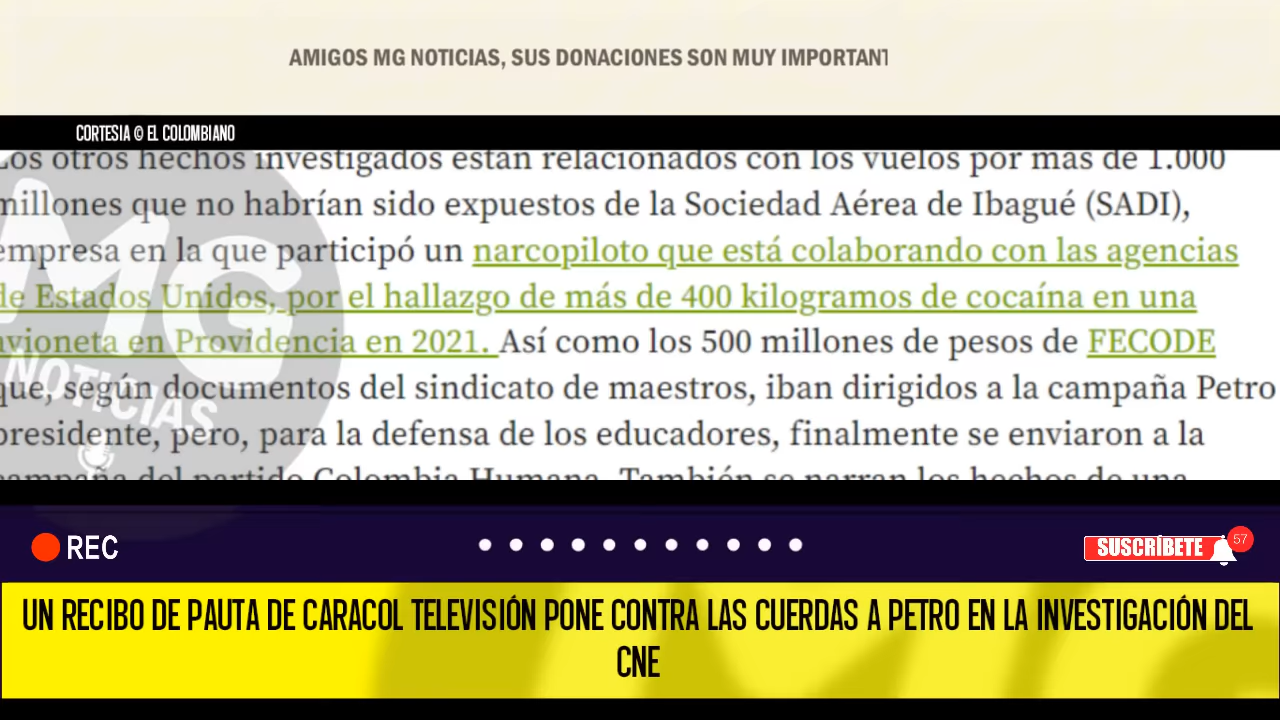 AMIGOS MG NOTICIAS, SUS DONACIONES SON MUY IMPORTANT
CORTESIA © EL COLOMBIANO
Los otros hechos investigados están relacionados con los vuelos por más de 1.000
millones que no habrían sido expuestos de la Sociedad Aérea de Ibagué (SADI),
empresa en la que participó un narcopiloto que está colaborando con las agencias
de Estados Unidos, por el hallazgo de más de 400 kilogramos de cocaína en una
avioneta en Providencia en 2021. Así como los 500 millones de pesos de FECODE
que, según documentos del sindicato de maestros, iban dirigidos a la campaña Petro
presidente, pero, para la defensa de los educadores, finalmente se enviaron a la
campaña del partido Colombia Humana. También se narran los hechos de una
MG
NOTICIAS
REC
SUSCRÍBETE
57
UN RECIBO DE PAUTA DE CARACOL TELEVISIÓN PONE CONTRA LAS CUERDAS A PETRO EN LA INVESTIGACIÓN DEL
CNE